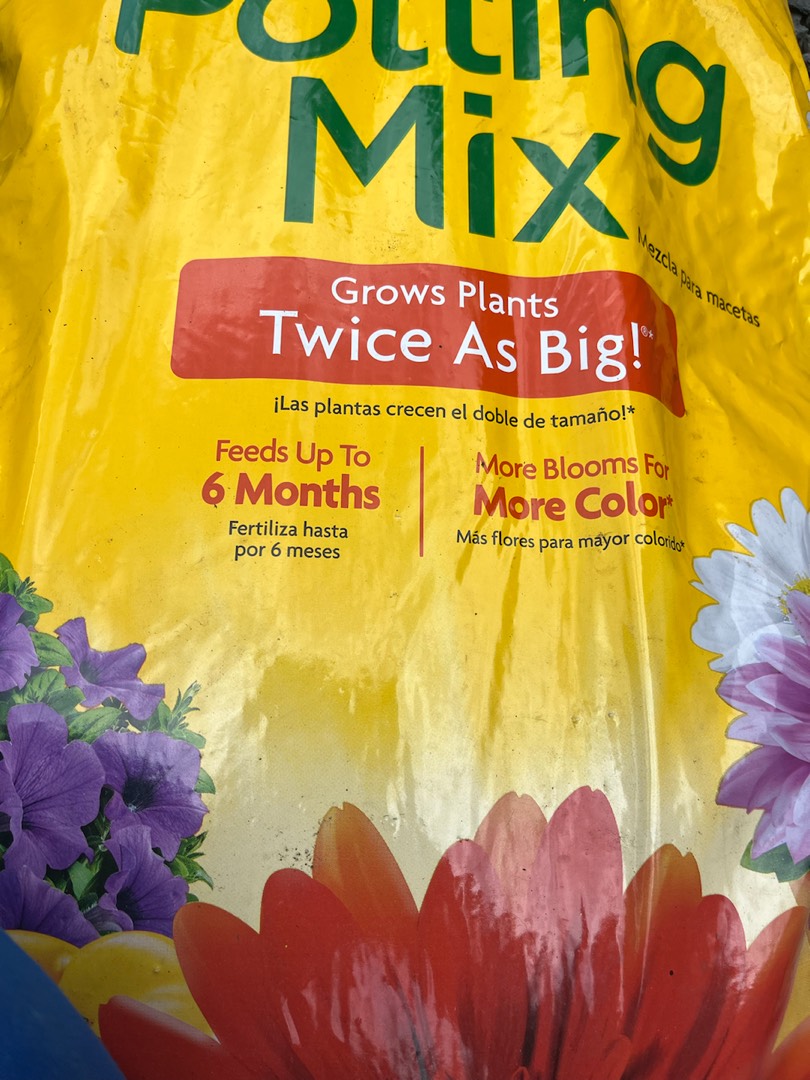 Potting
Mix
Mezcla para macetas
Grows Plants
Twice As Big!®*
¡Las plantas crecen el doble de tamaño!*
Feeds Up To
6 Months
Fertiliza hasta
por 6 meses
More Blooms For
More Color*
Más flores para mayor colorido*